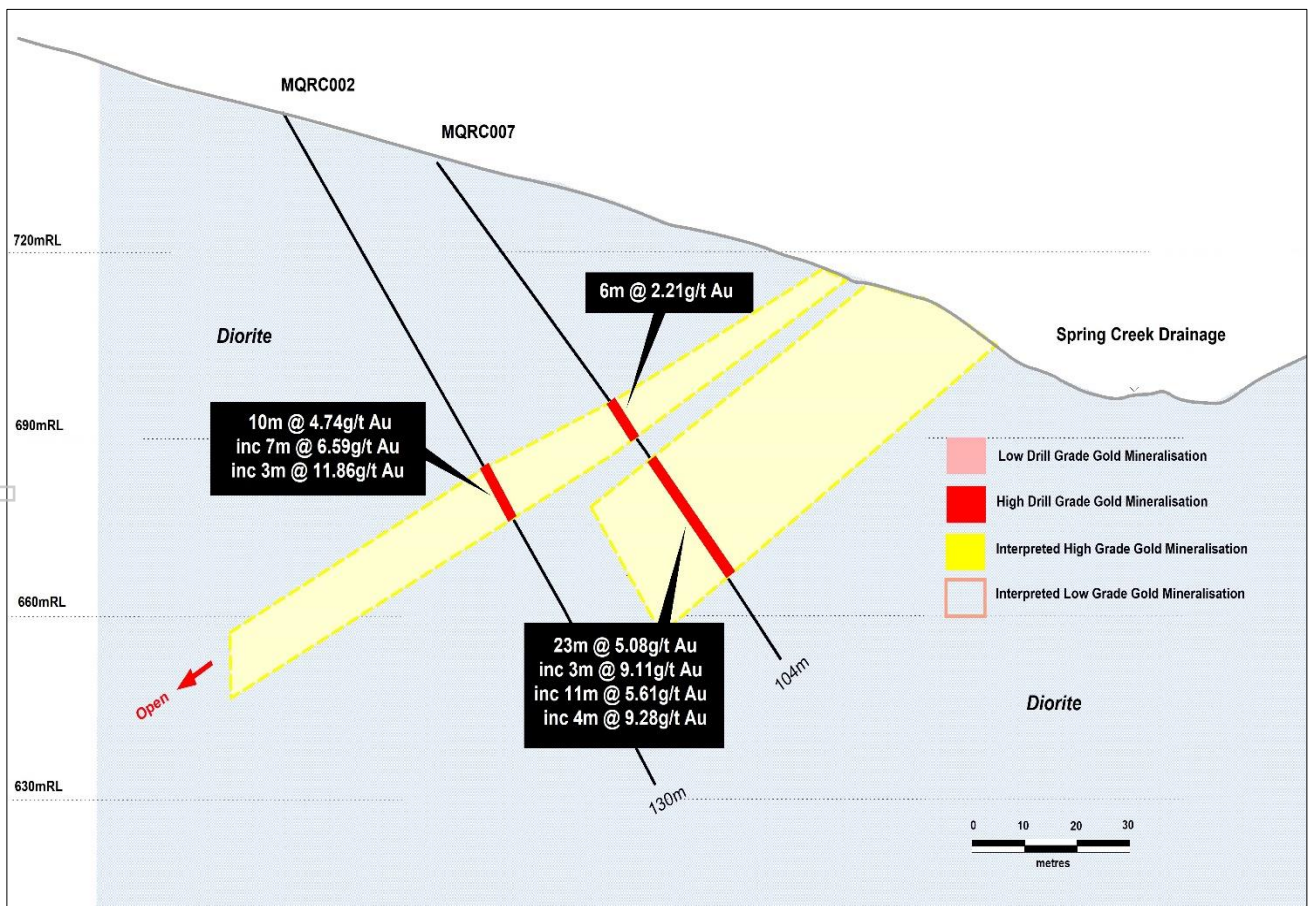 MQRC002
MQRC007
720mRL
6m @ 2.21g/t Au
Diorite
Spring Creek Drainage
10m @ 4.74g/t Au
inc 7m @ 6.59g/t Au
inc 3m @ 11.86g/t Au
690mRL
Low Drill Grade Gold Mineralisation
High Drill Grade Gold Mineralisation
Interpreted High Grade Gold Mineralisation
Interpreted Low Grade Gold Mineralisation
660mRL
23m @ 5.08g/t Au
inc 3m @ 9.11g/t Au
inc 11m @ 5.61g/t Au
inc 4m @ 9.28g/t Au
104m
Open
Diorite
630mRL
130m
0 10 20 30
metres